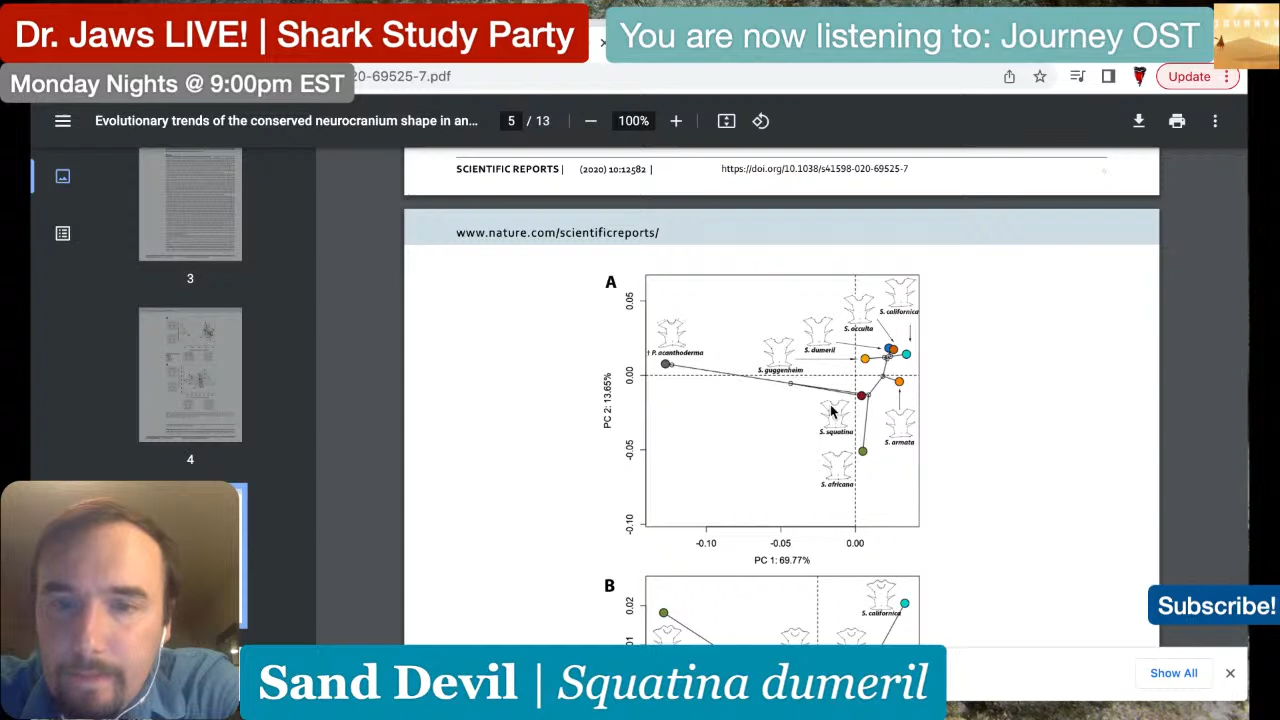 Dr. Jaws LIVE! | Shark Study Party
You are now listening to: Journey OST
Monday Nights @ 9:00pm EST
20-69525-7.pdf
Update
Evolutionary trends of the conserved neurocranium shape in an...
5 / 13
100%
SCIENTIFIC REPORTS | (2020) 10:12582 | https://doi.org/10.1038/s41598-020-69525-7
www.nature.com/scientificreports/
3
4
A
0.05
0.00
-0.05
-0.10
PC 2: 13.65%
S. californica
S. occulta
S. dumeril
† P. acanthoderma
S. guggenheim
S. squatina
S. armata
S. africana
-0.10 -0.05 0.00
PC 1: 69.77%
B
0.02
S. californica
Subscribe!
Show All
Sand Devil | Squatina dumeril